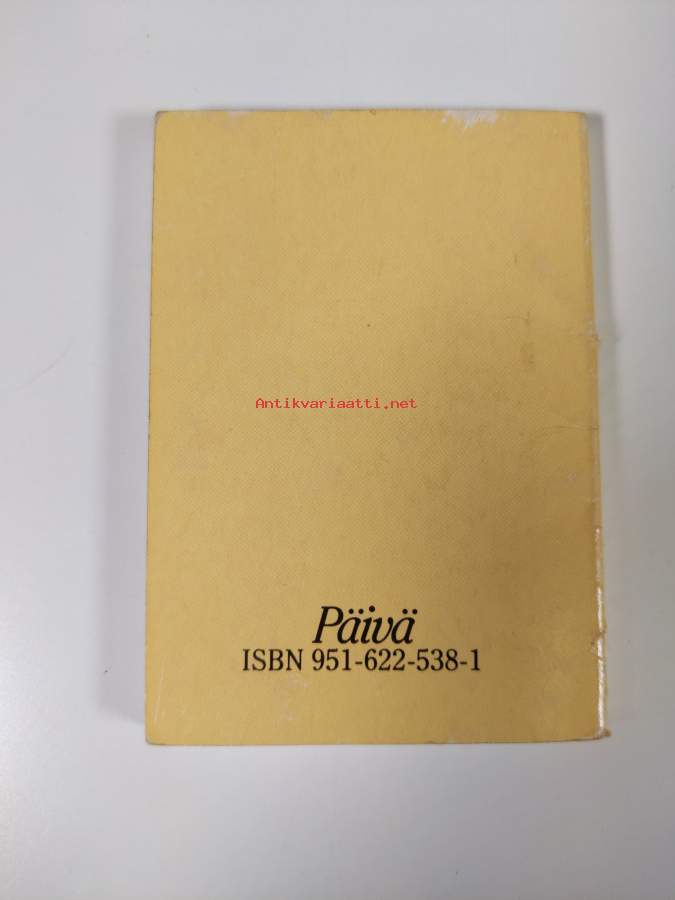 Antikvariaatti.net
Päivä
ISBN 951-622-538-1